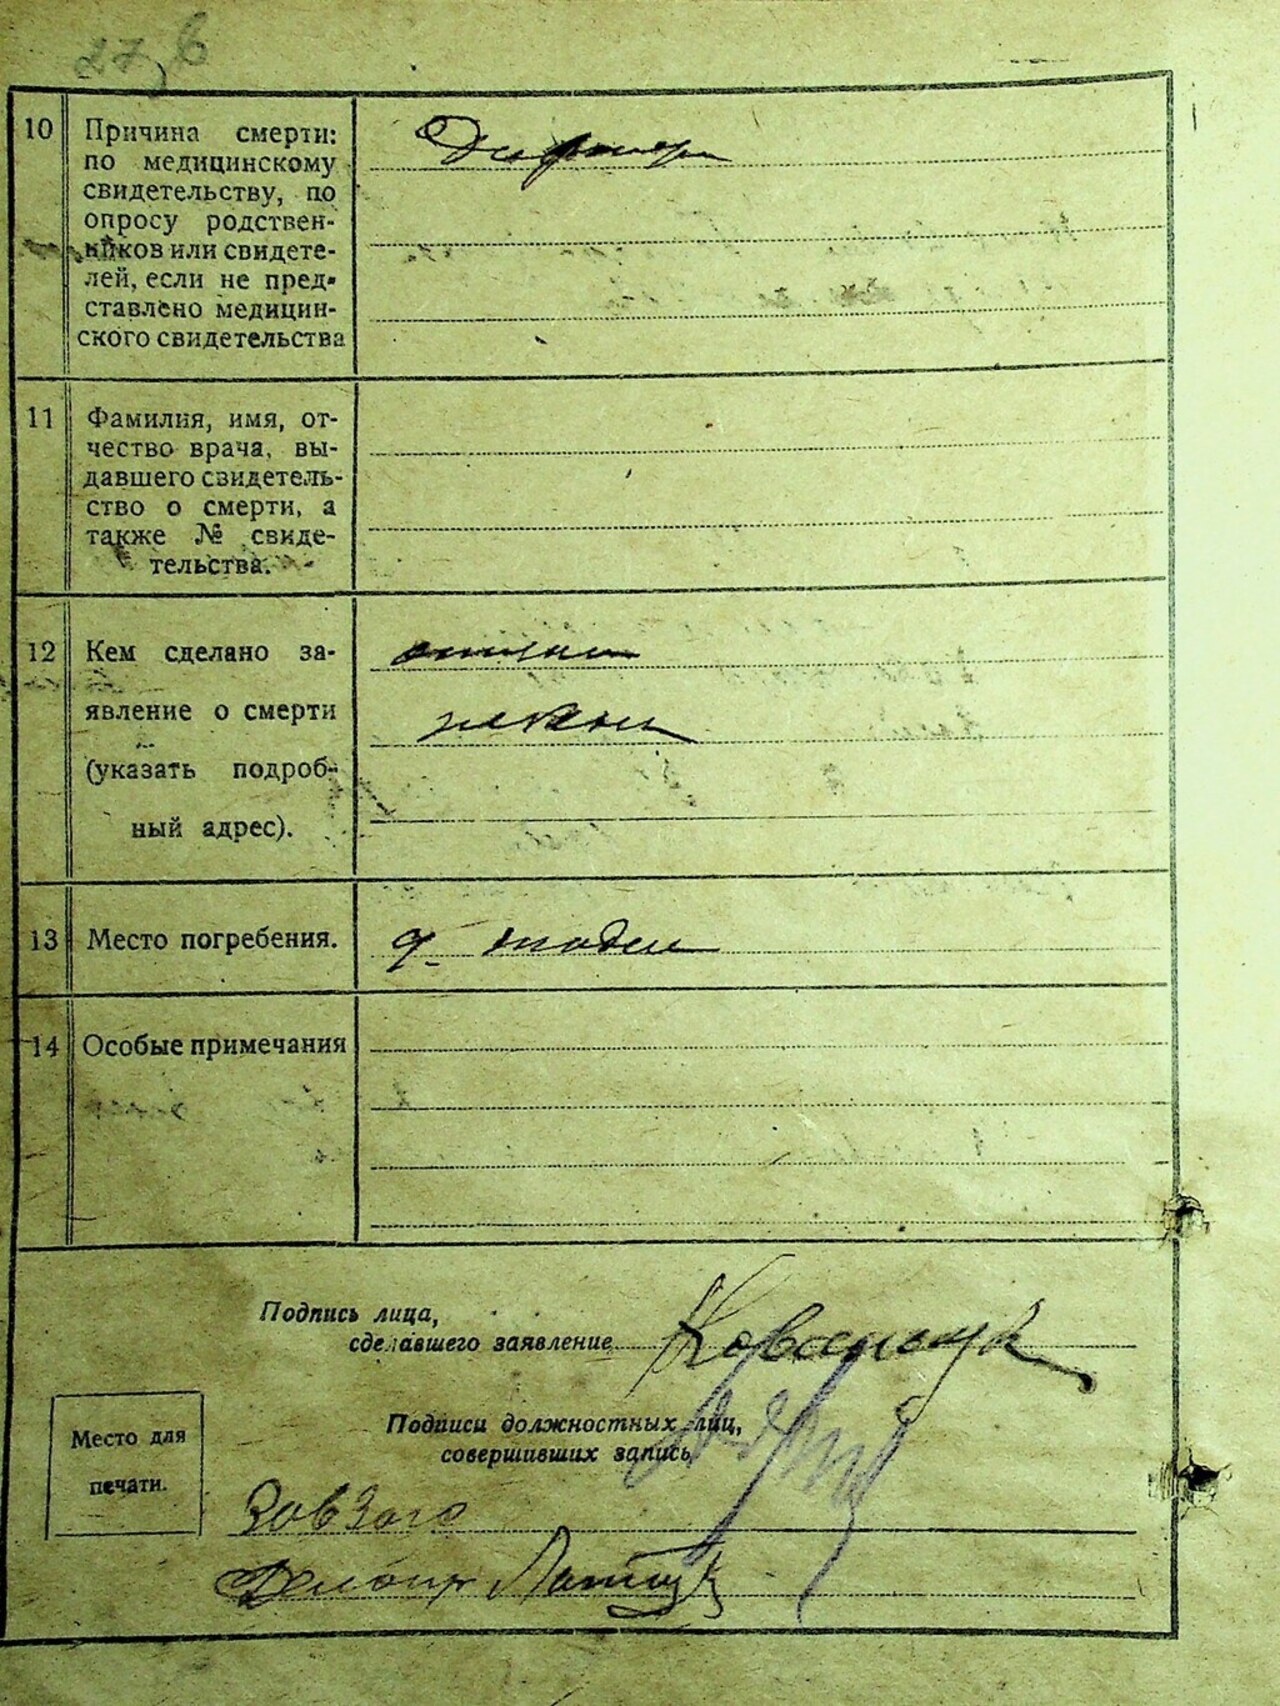 10 Причина смерти:
по медицинскому
свидетельству, по
опросу родствен-
ников или свидете-
лей, если не пред-
ставлено медицин-
ского свидетельства
11 Фамилия, имя, от-
чество врача, вы-
давшего свидетель-
ство о смерти, а
также № свиде-
тельства.
12 Кем сделано за-
явление о смерти
(указать подроб-
ный адрес).
13 Место погребения.
14 Особые примечания
Подпись лица,
сделавшего заявление Ковальчук
Подписи должностных лиц,
совершивших запись
Место для
печати.
ЗавЗагс